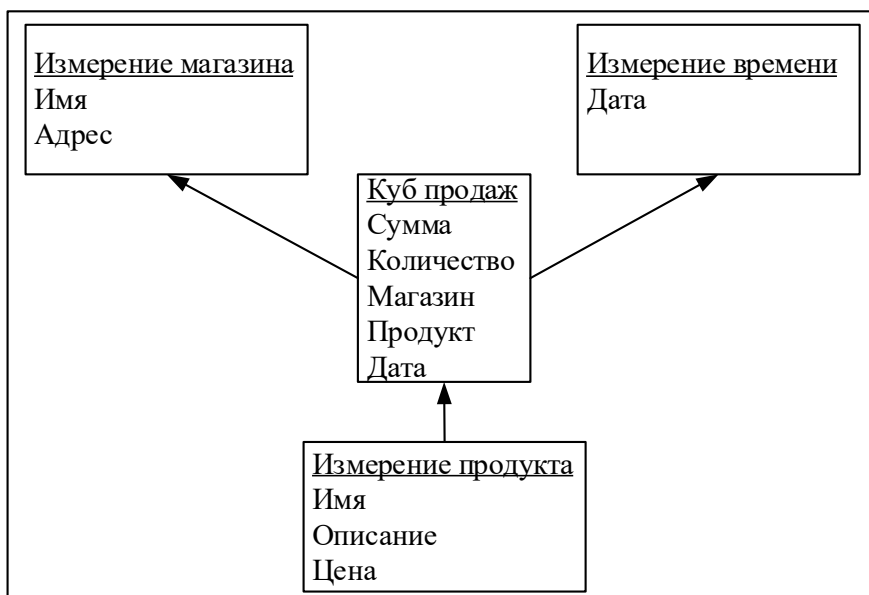 Измерение магазина
Имя
Адрес
Измерение времени
Дата
Куб продаж
Сумма
Количество
Магазин
Продукт
Дата
Измерение продукта
Имя
Описание
Цена